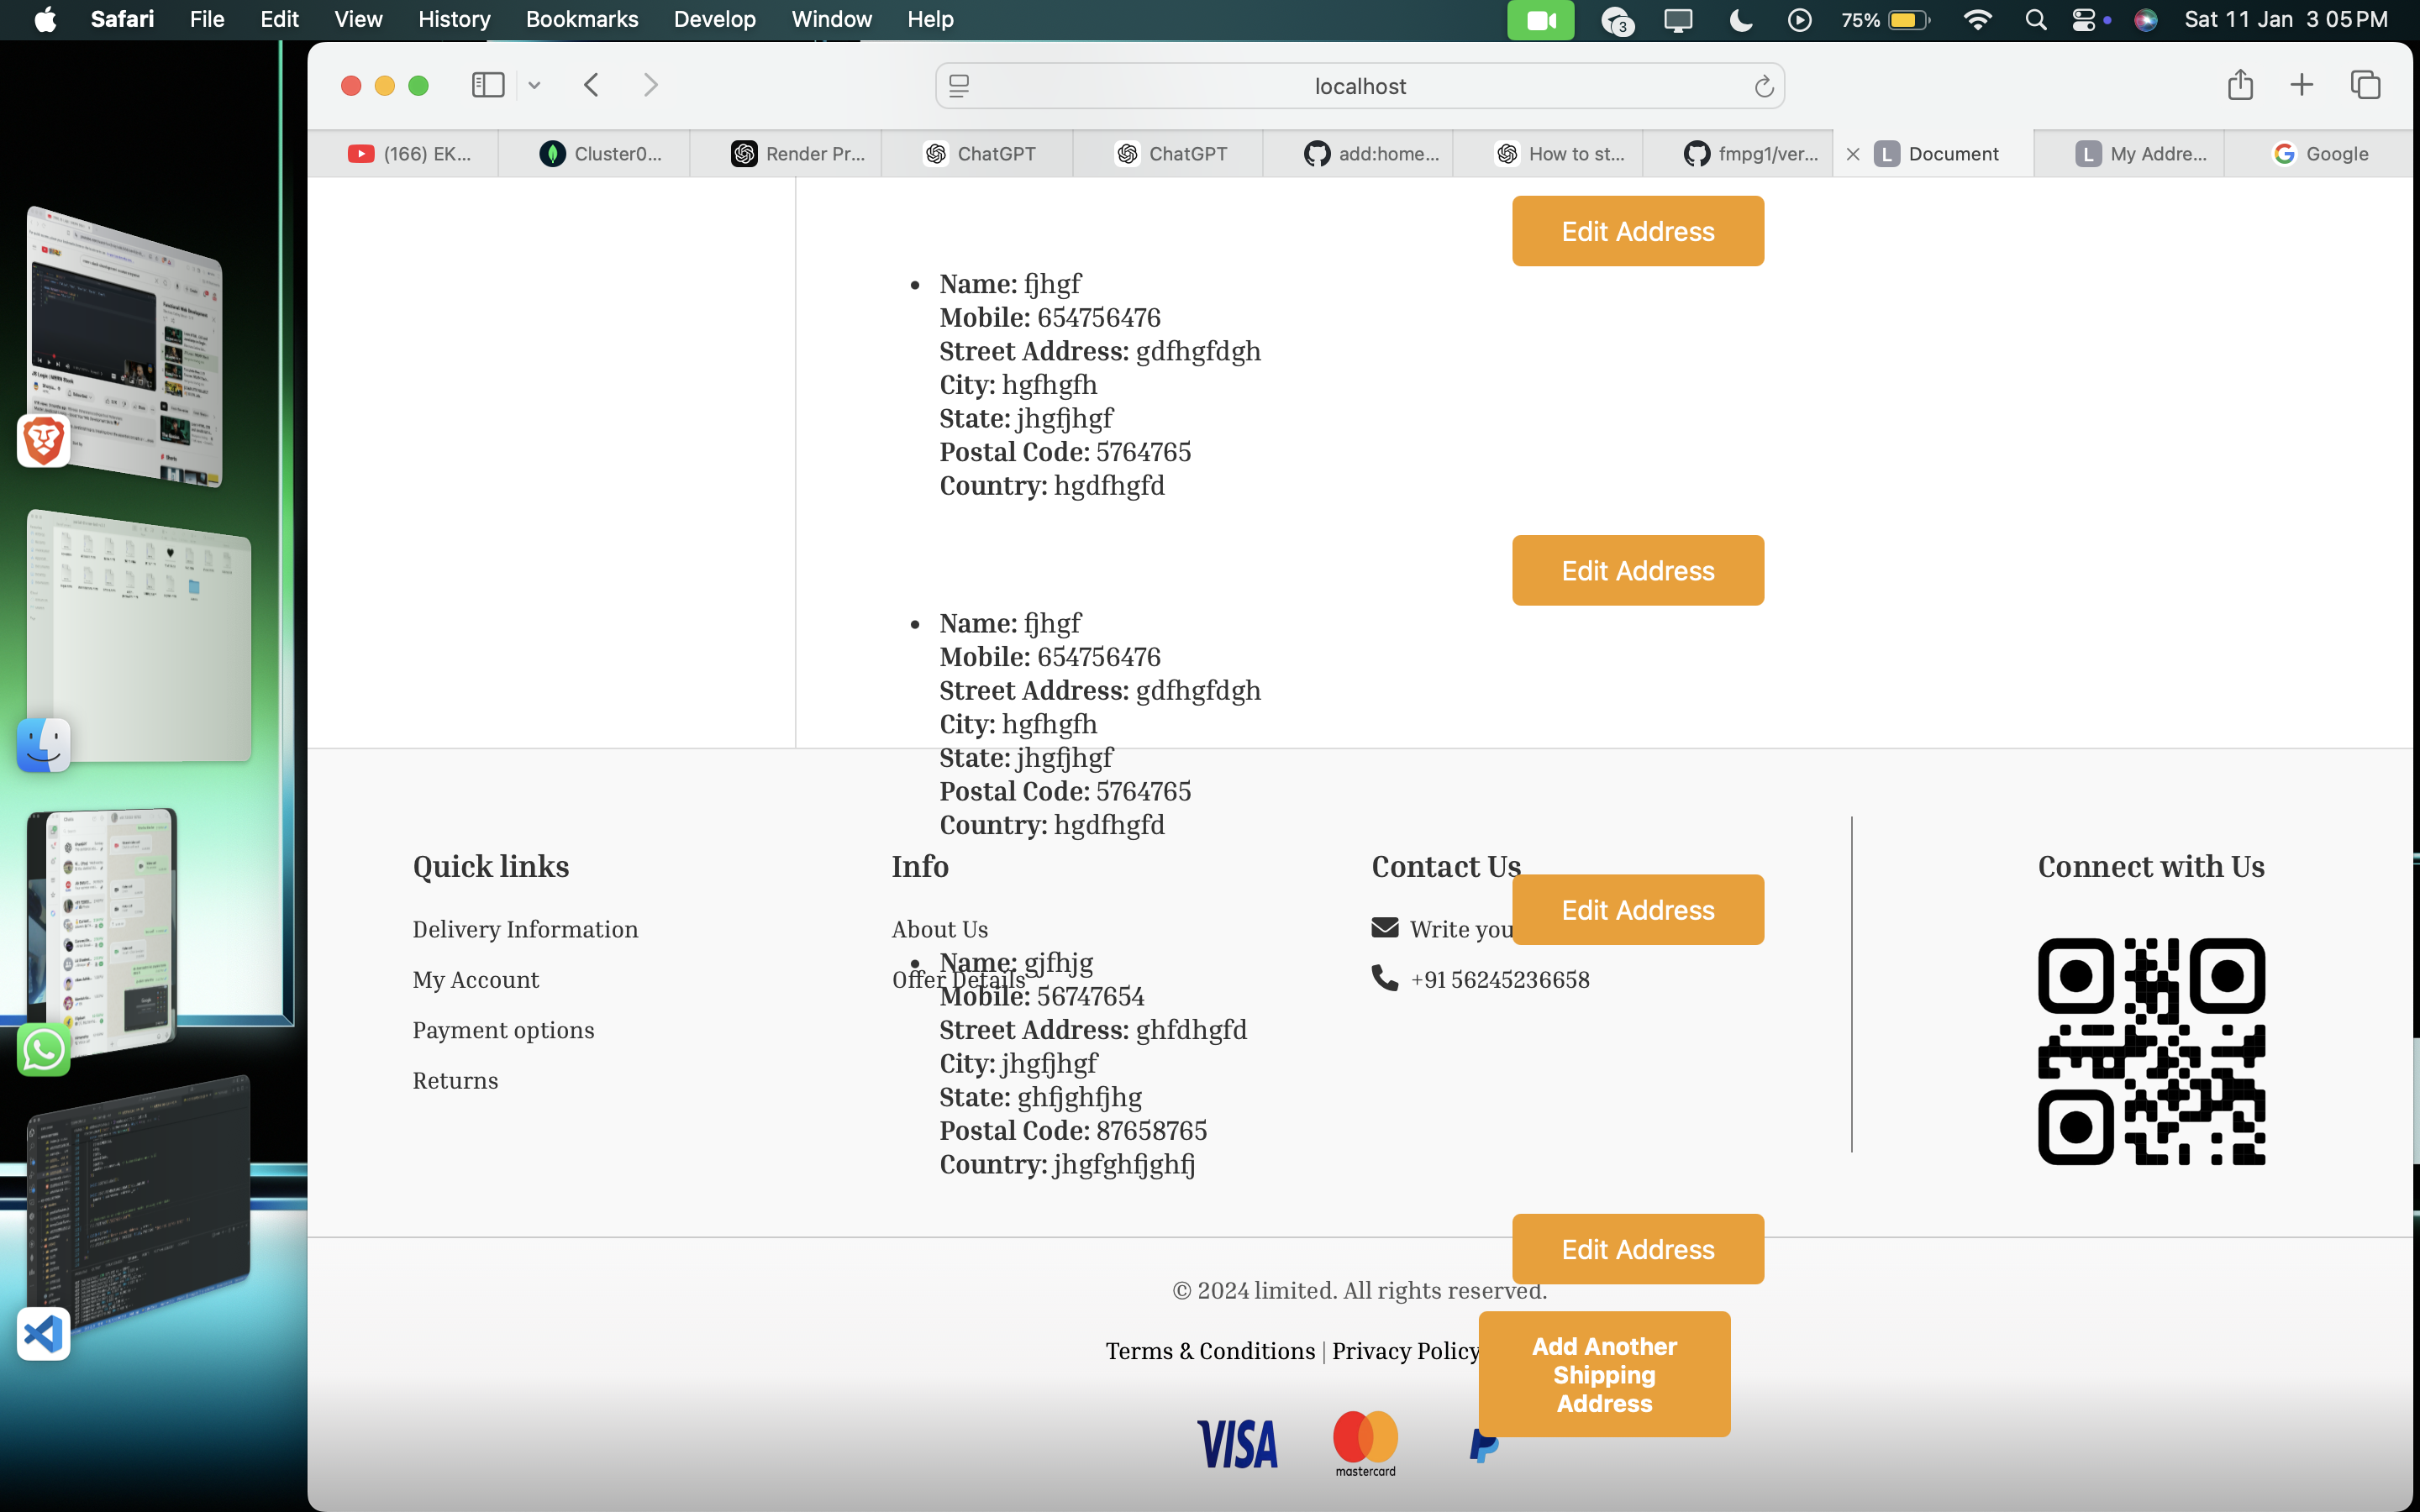 Safari File Edit View History Bookmarks Develop Window Help
3
75%
Sat 11 Jan 3 05 PM
localhost
(166) EK...
Cluster0...
Render Pr...
ChatGPT
ChatGPT
add:home...
How to st...
fmpg1/ver...
L Document
L My Addre...
Google
Edit Address
• Name: fjhgf
Mobile: 654756476
Street Address: gdfhgfdgh
City: hgfhgfh
State: jhgfjhgf
Postal Code: 5764765
Country: hgdfhgfd
Edit Address
• Name: fjhgf
Mobile: 654756476
Street Address: gdfhgfdgh
City: hgfhgfh
State: jhgfjhgf
Postal Code: 5764765
Country: hgdfhgfd
Edit Address
• Name: gjfhjg
Mobile: 56747654
Street Address: ghfdhgfd
City: jhgfjhgf
State: ghfjghfjhg
Postal Code: 87658765
Country: jhgfghfjghfj
Edit Address
Add Another
Shipping
Address
Quick links
Delivery Information
My Account
Payment options
Returns
Info
About Us
Offer Details
Contact Us
Write you
+91 56245236658
Connect with Us
© 2024 limited. All rights reserved.
Terms & Conditions | Privacy Policy
VISA
mastercard